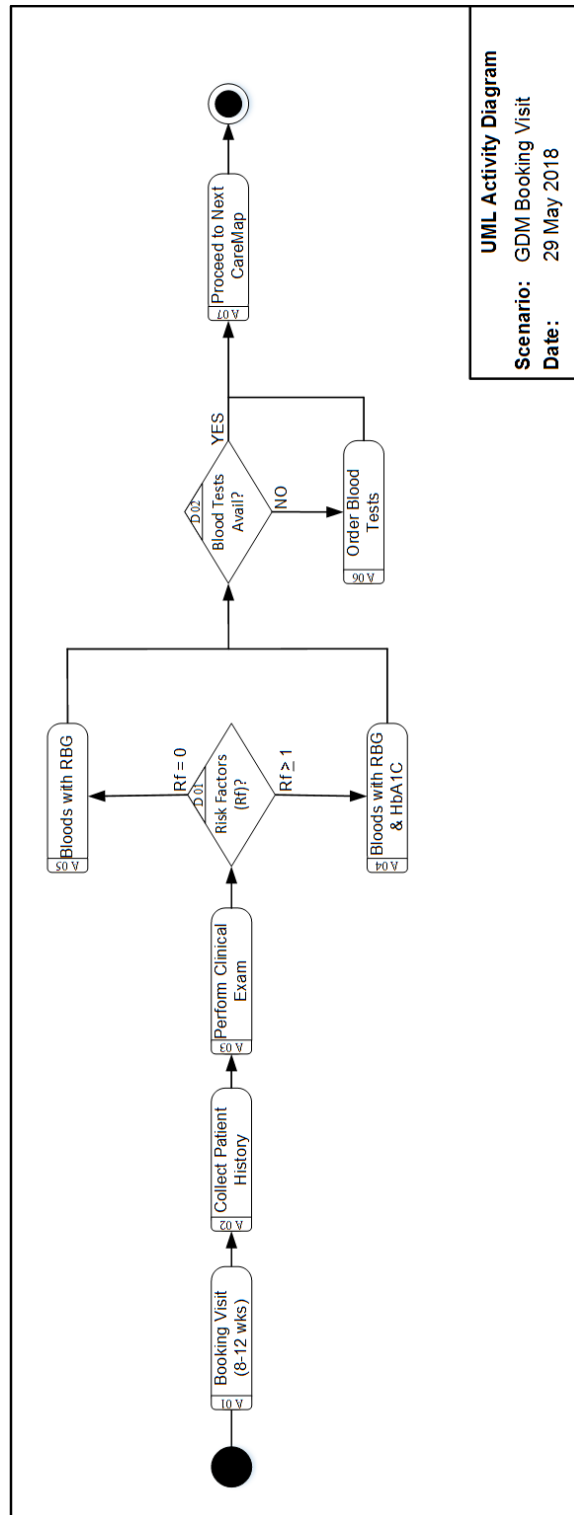 A 01
Booking Visit
(8-12 wks)
A 02
Collect Patient
History
A 03
Perform Clinical
Exam
D 01
Risk Factors
(Rf)?
Rf = 0
Rf ≥ 1
A 05
Bloods with RBG
A 04
Bloods with RBG
& HbA1C
D 02
Blood Tests
Avail?
YES
NO
A 06
Order Blood
Tests
A 07
Proceed to Next
CareMap
UML Activity Diagram
Scenario: GDM Booking Visit
Date: 29 May 2018